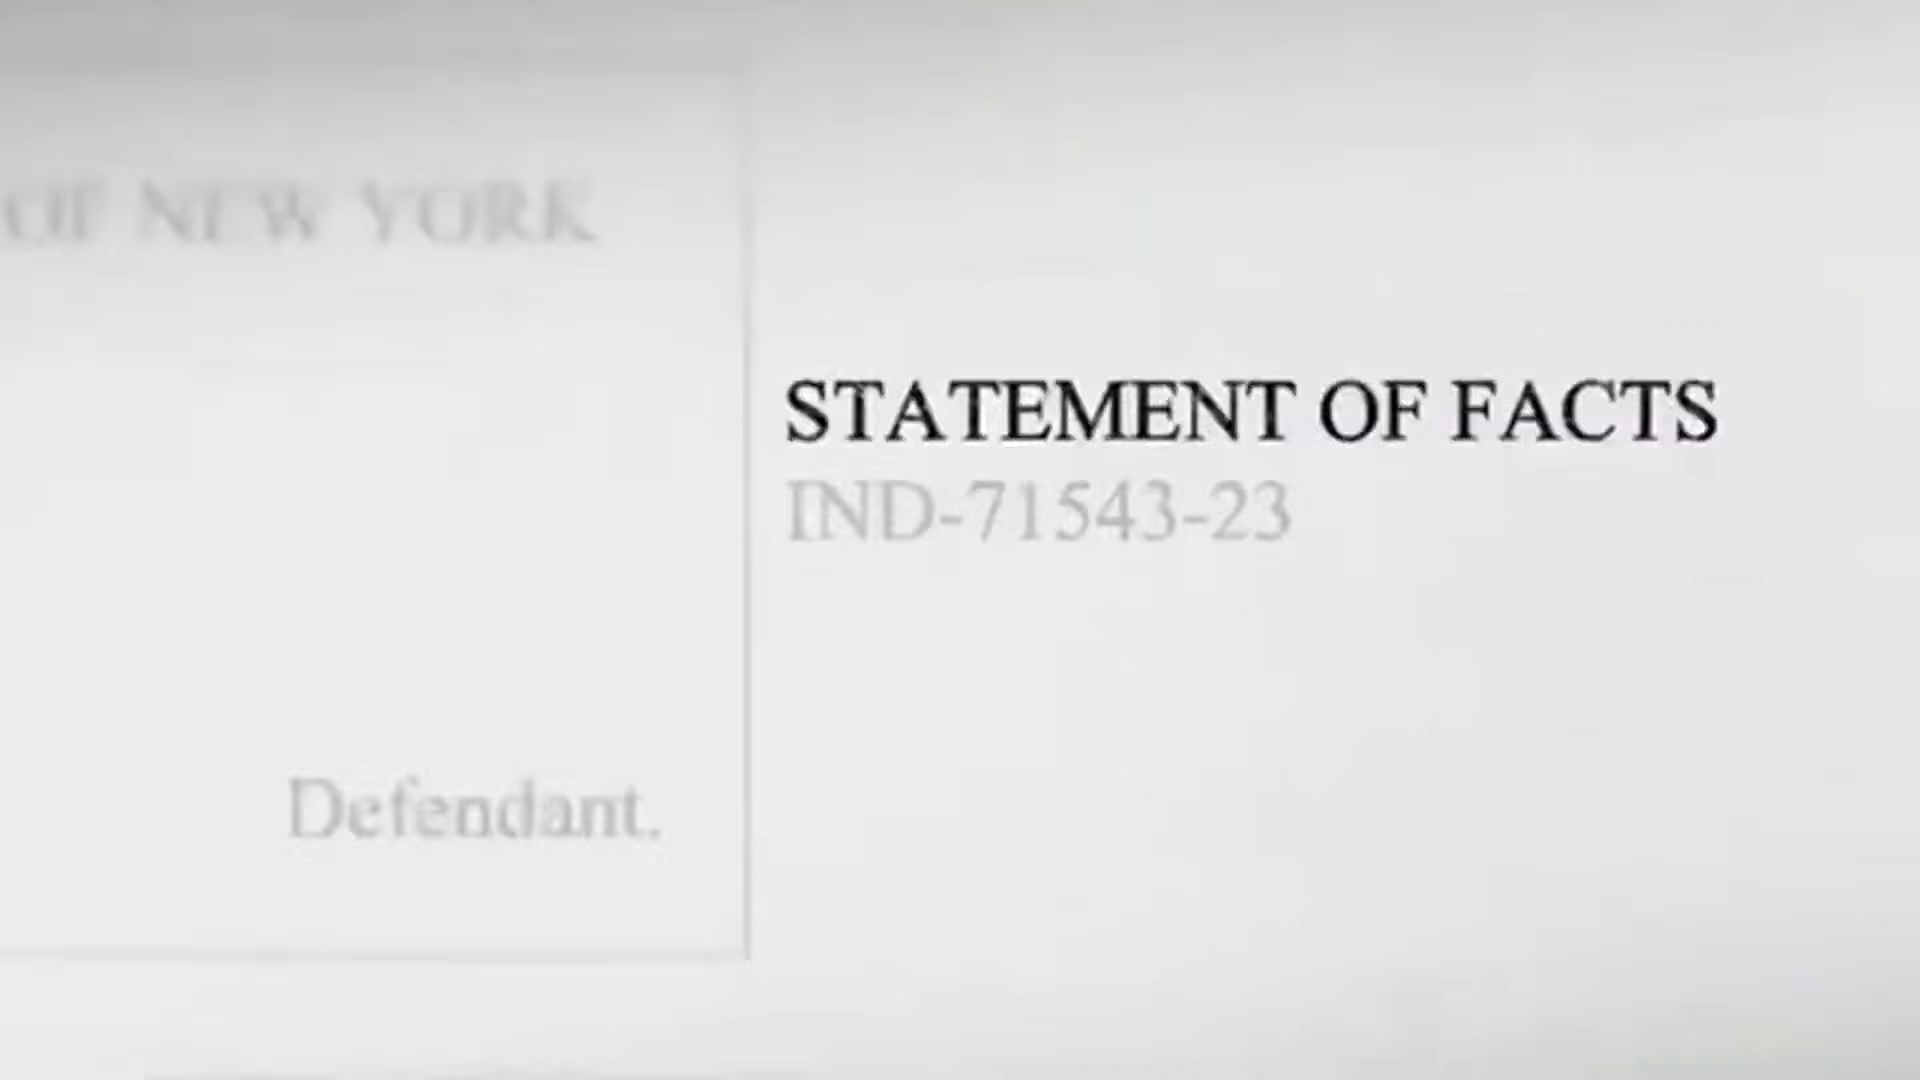 OF NEW YORK
STATEMENT OF FACTS
IND-71543-23
Defendant.